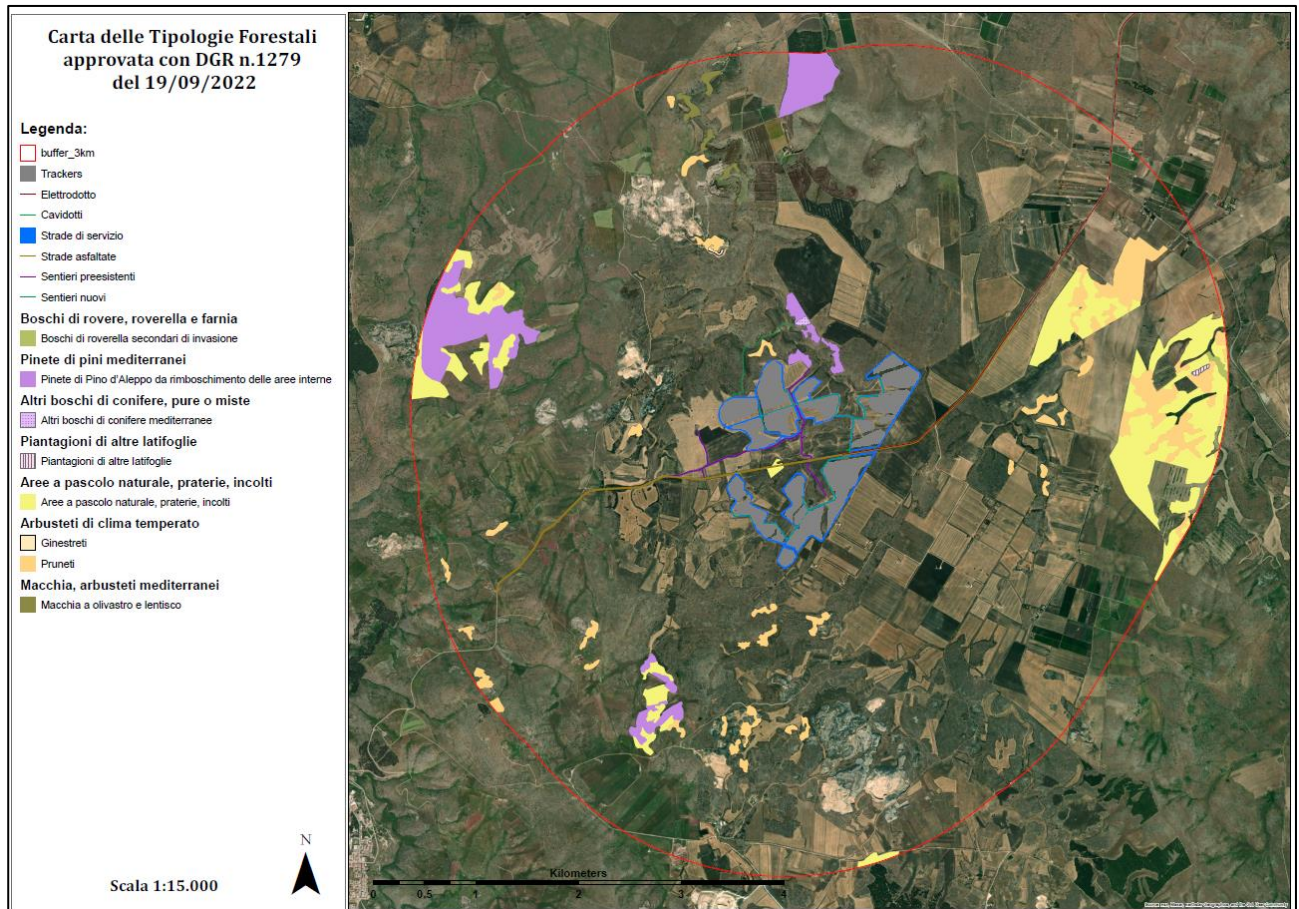 Carta delle Tipologie Forestali
approvata con DGR n.1279
del 19/09/2022
Legenda:
buffer_3km
Trackers
Elettrodotto
Cavidotti
Strade di servizio
Strade asfaltate
Sentieri preesistenti
Sentieri nuovi
Boschi di rovere, roverella e farnia
Boschi di roverella secondari di invasione
Pinete di pini mediterranei
Pinete di Pino d'Aleppo da rimboschimento delle aree interne
Altri boschi di conifere, pure o miste
Altri boschi di conifere mediterranee
Piantagioni di altre latifoglie
Piantagioni di altre latifoglie
Aree a pascolo naturale, praterie, incolti
Aree a pascolo naturale, praterie, incolti
Arbusteti di clima temperato
Ginestreti
Pruneti
Macchia, arbusteti mediterranei
Macchia a olivastro e lentisco
N
Scala 1:15.000
Kilometers
0 0.5 1 2 3 4